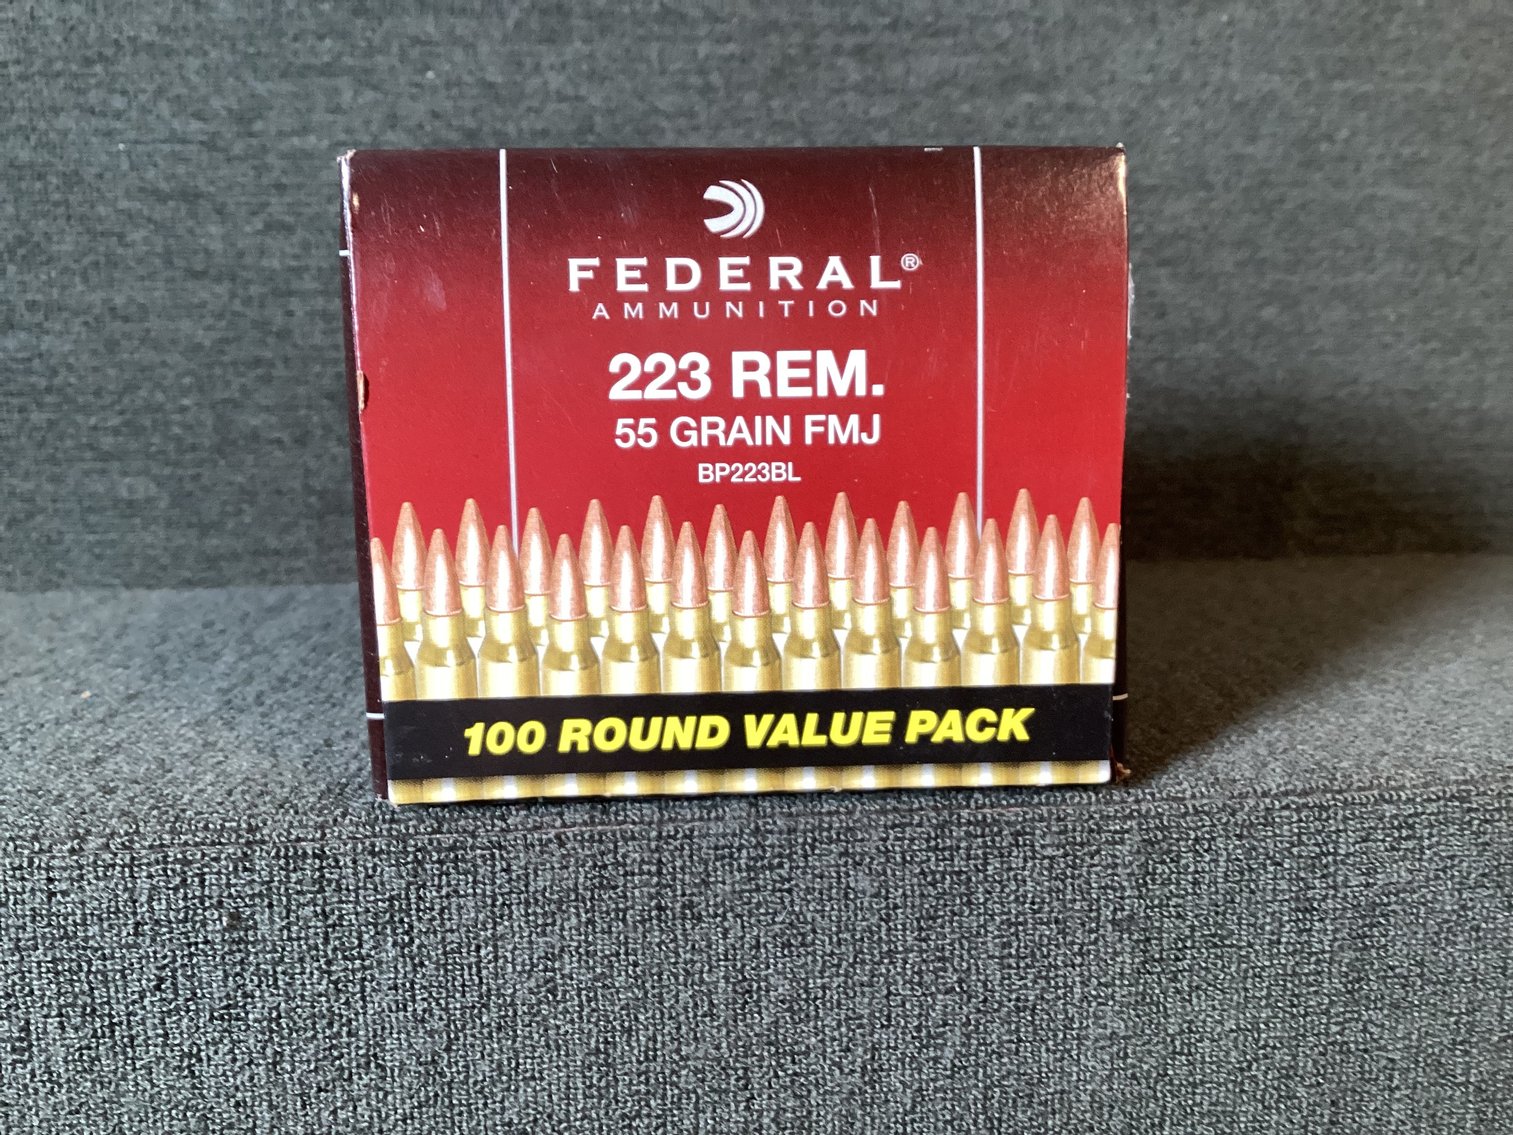 FEDERAL®
AMMUNITION
223 REM.
55 GRAIN FMJ
BP223BL
100 ROUND VALUE PACK